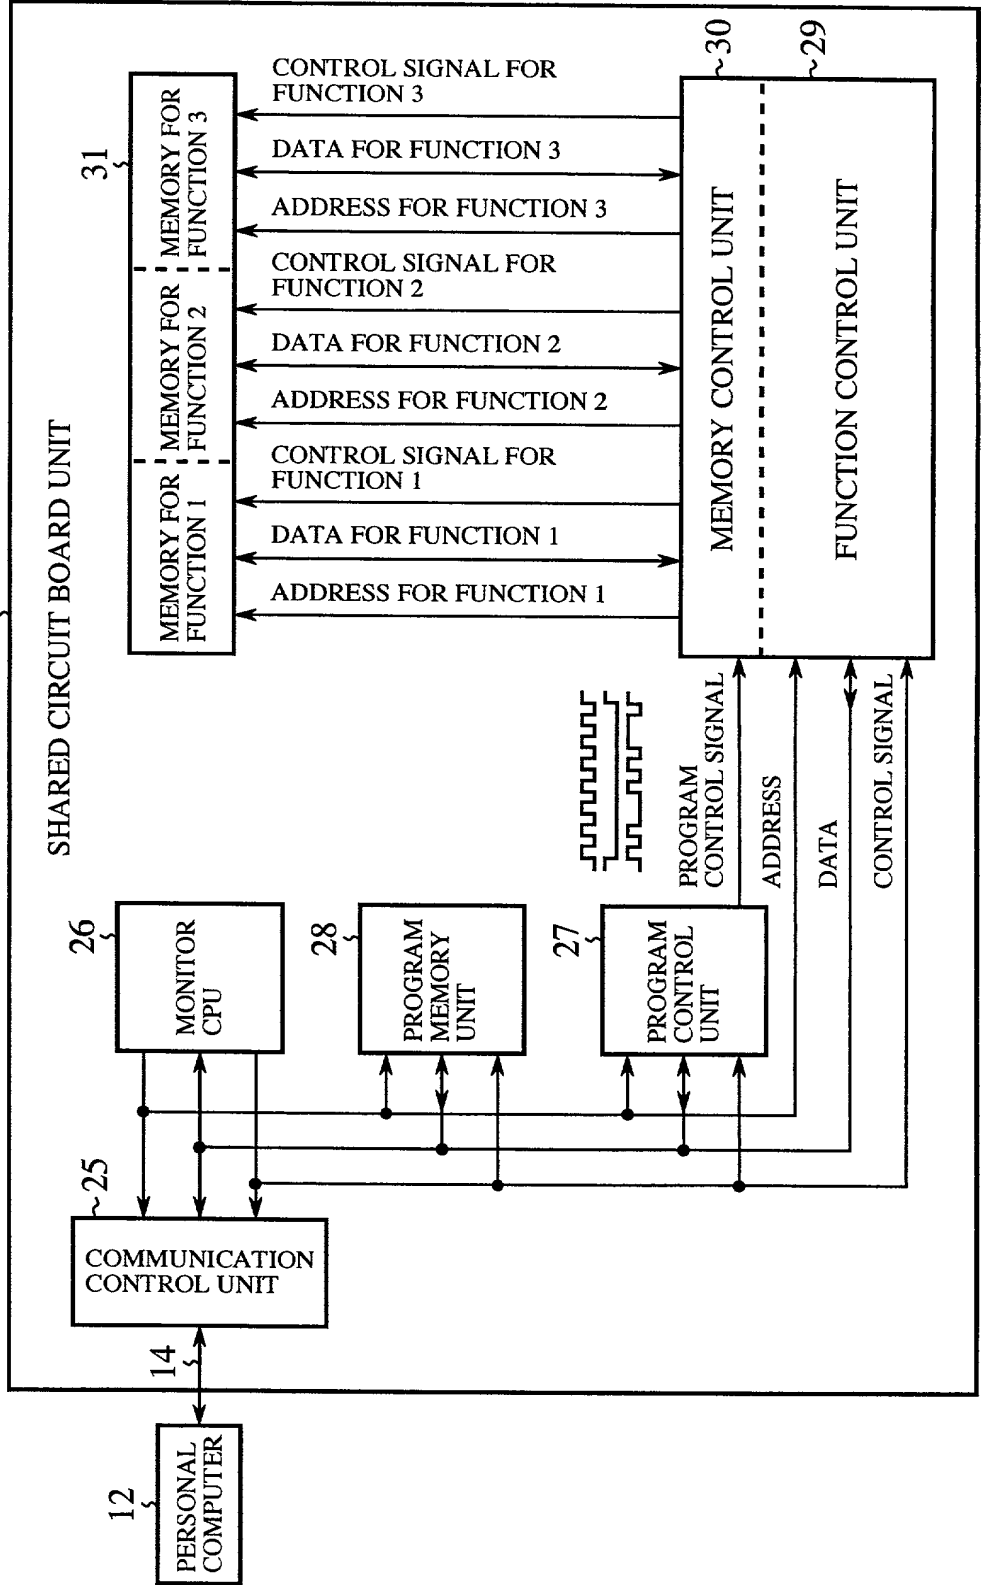 SHARED CIRCUIT BOARD UNIT
12
PERSONAL
COMPUTER
14
25
COMMUNICATION
CONTROL UNIT
26
MONITOR
CPU
28
PROGRAM
MEMORY
UNIT
27
PROGRAM
CONTROL
UNIT
PROGRAM
CONTROL SIGNAL
ADDRESS
DATA
CONTROL SIGNAL
31
MEMORY FOR
FUNCTION 1
MEMORY FOR
FUNCTION 2
MEMORY FOR
FUNCTION 3
CONTROL SIGNAL FOR
FUNCTION 3
DATA FOR FUNCTION 3
ADDRESS FOR FUNCTION 3
CONTROL SIGNAL FOR
FUNCTION 2
DATA FOR FUNCTION 2
ADDRESS FOR FUNCTION 2
CONTROL SIGNAL FOR
FUNCTION 1
DATA FOR FUNCTION 1
ADDRESS FOR FUNCTION 1
30
29
MEMORY CONTROL UNIT
FUNCTION CONTROL UNIT